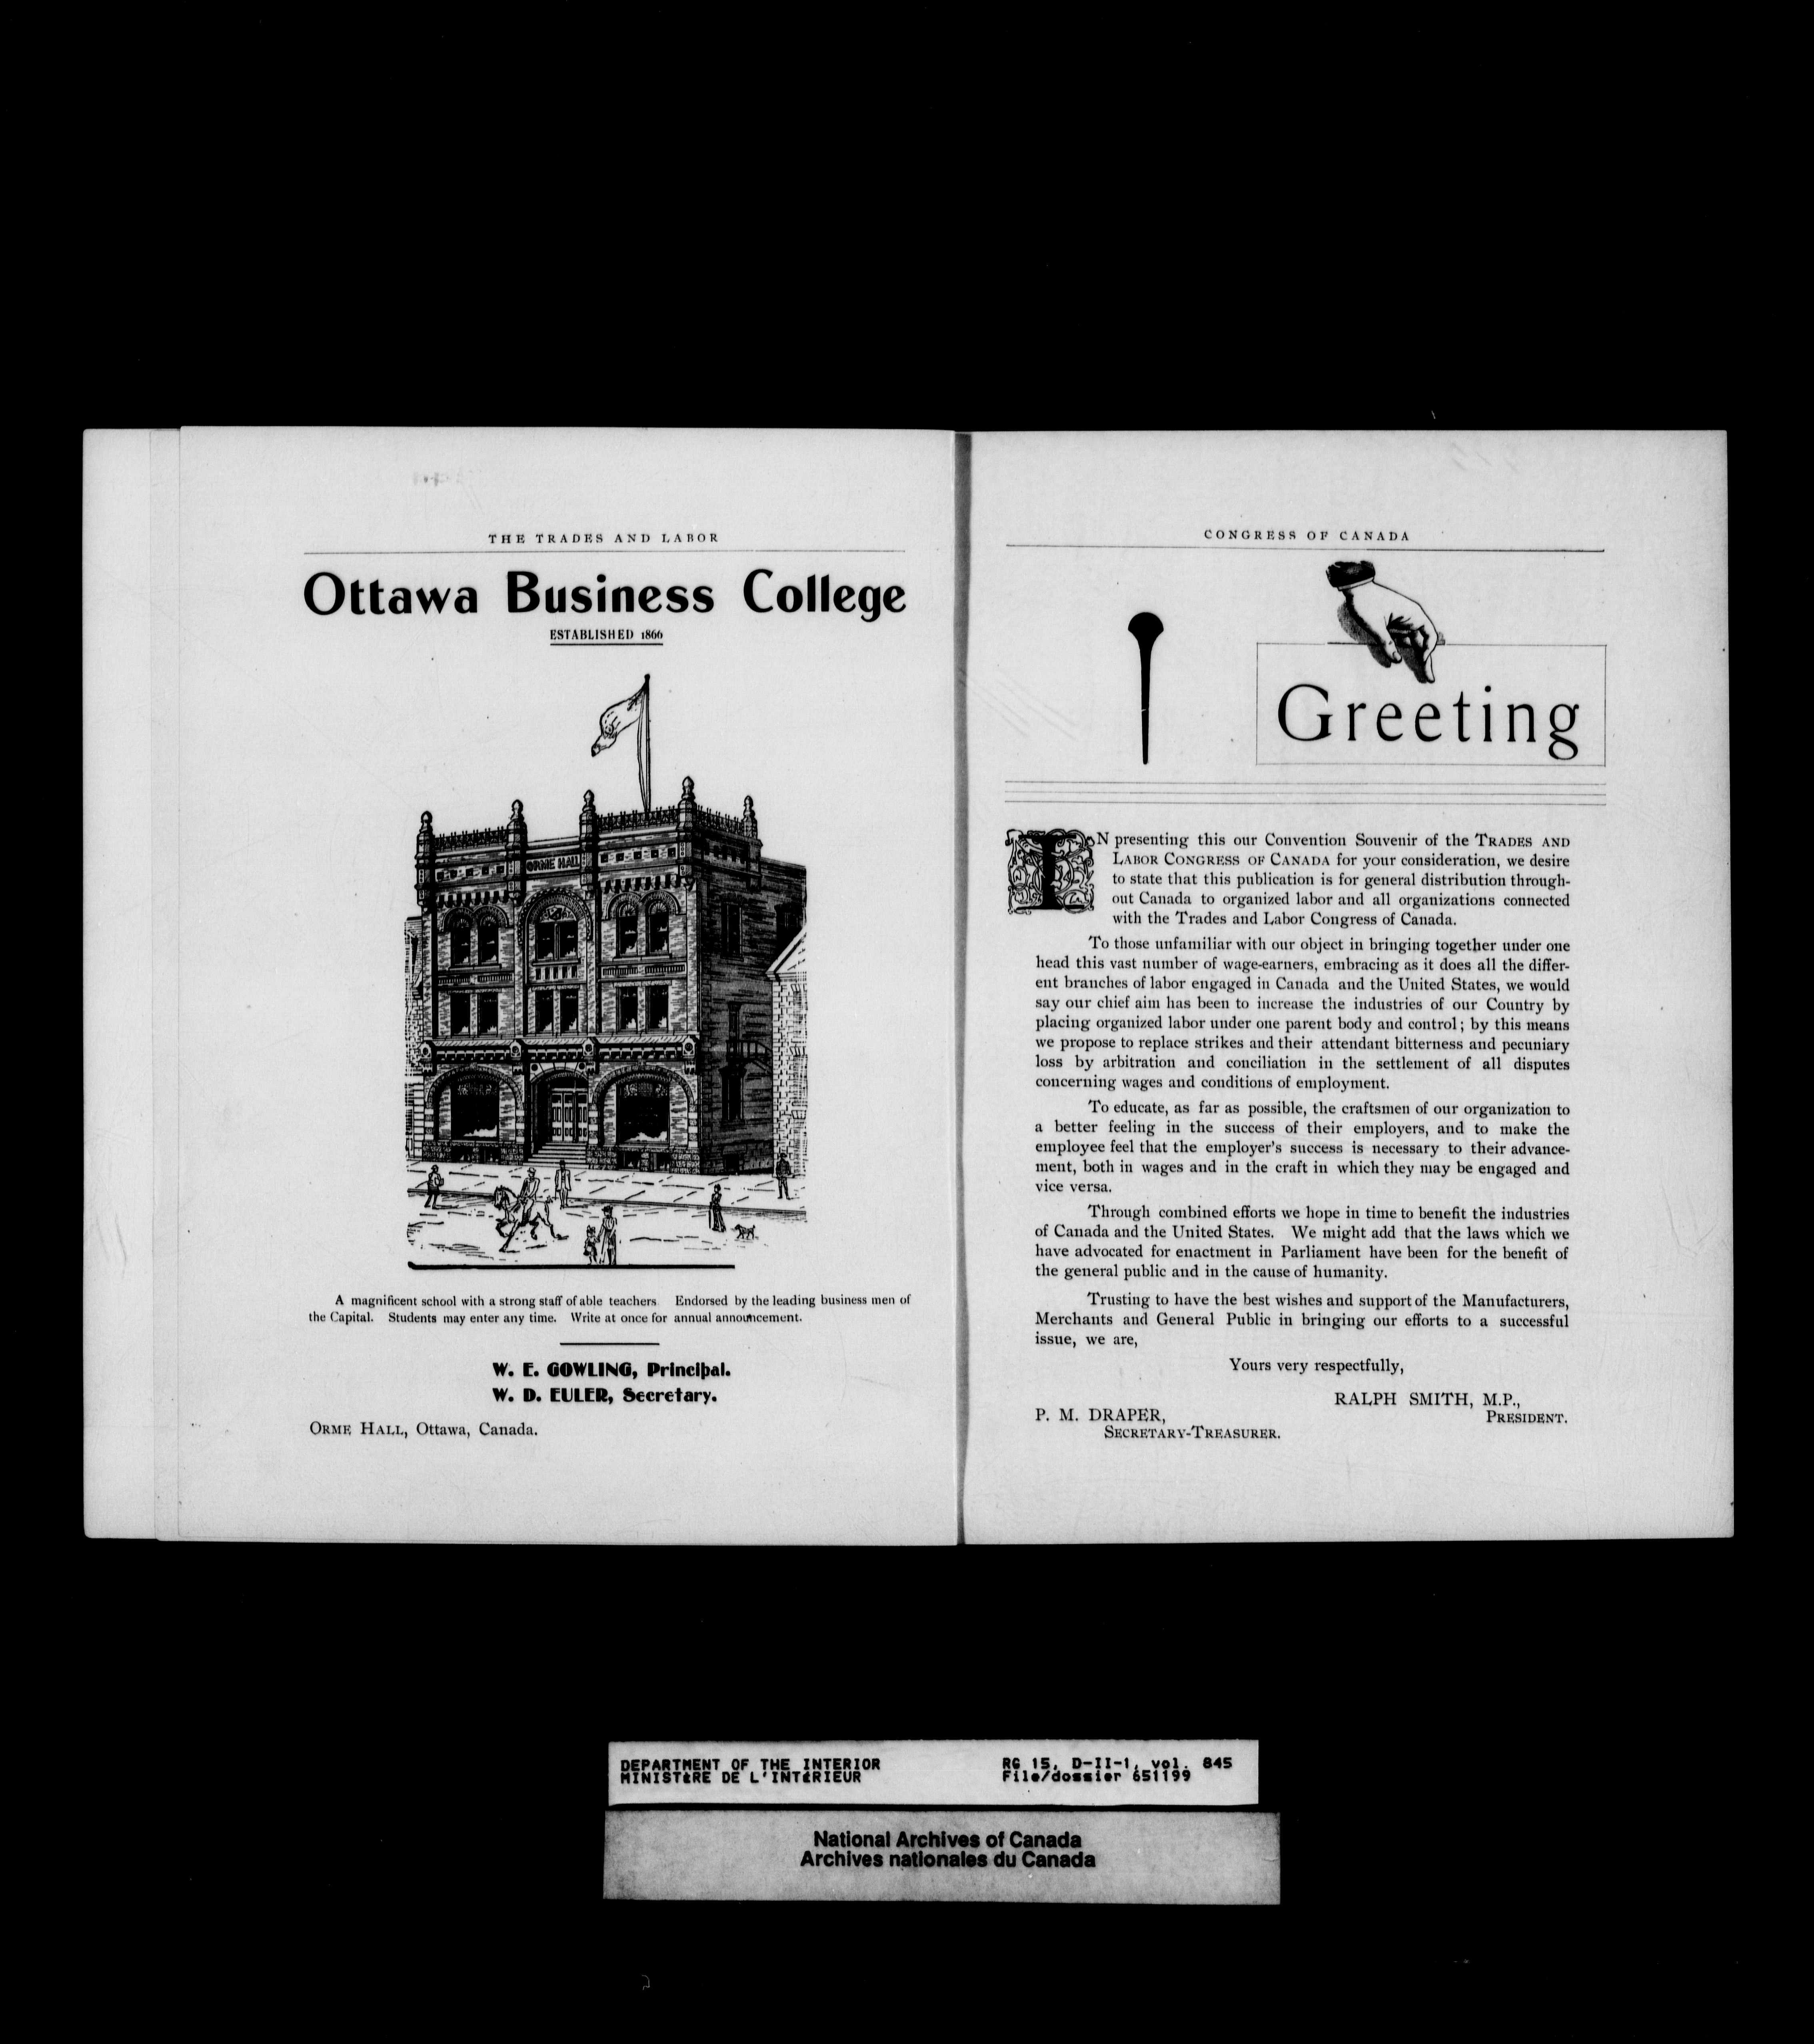 THE TRADES AND LABOR
Ottawa Business College
ESTABLISHED 1866
ORME HALL
A magnificent school with a strong staff of able teachers Endorsed by the leading business men of
the Capital. Students may enter any time. Write at once for annual announcement.
W. E. GOWLING, Principal.
W. D. EULER, Secretary.
ORME HALL, Ottawa, Canada.
CONGRESS OF CANADA
Greeting
IN presenting this our Convention Souvenir of the TRADES AND
LABOR CONGRESS OF CANADA for your consideration, we desire
to state that this publication is for general distribution through-
out Canada to organized labor and all organizations connected
with the Trades and Labor Congress of Canada.
To those unfamiliar with our object in bringing together under one
head this vast number of wage-earners, embracing as it does all the differ-
ent branches of labor engaged in Canada and the United States, we would
say our chief aim has been to increase the industries of our Country by
placing organized labor under one parent body and control; by this means
we propose to replace strikes and their attendant bitterness and pecuniary
loss by arbitration and conciliation in the settlement of all disputes
concerning wages and conditions of employment.
To educate, as far as possible, the craftsmen of our organization to
a better feeling in the success of their employers, and to make the
employee feel that the employer's success is necessary to their advance-
ment, both in wages and in the craft in which they may be engaged and
vice versa.
Through combined efforts we hope in time to benefit the industries
of Canada and the United States. We might add that the laws which we
have advocated for enactment in Parliament have been for the benefit of
the general public and in the cause of humanity.
Trusting to have the best wishes and support of the Manufacturers,
Merchants and General Public in bringing our efforts to a successful
issue, we are,
Yours very respectfully,
RALPH SMITH, M.P.,
PRESIDENT.
P. M. DRAPER,
SECRETARY-TREASURER.
DEPARTMENT OF THE INTERIOR
MINISTÈRE DE L'INTÉRIEUR
RG 15, D-II-1, vol. 845
File/dossier 651199
National Archives of Canada
Archives nationales du Canada